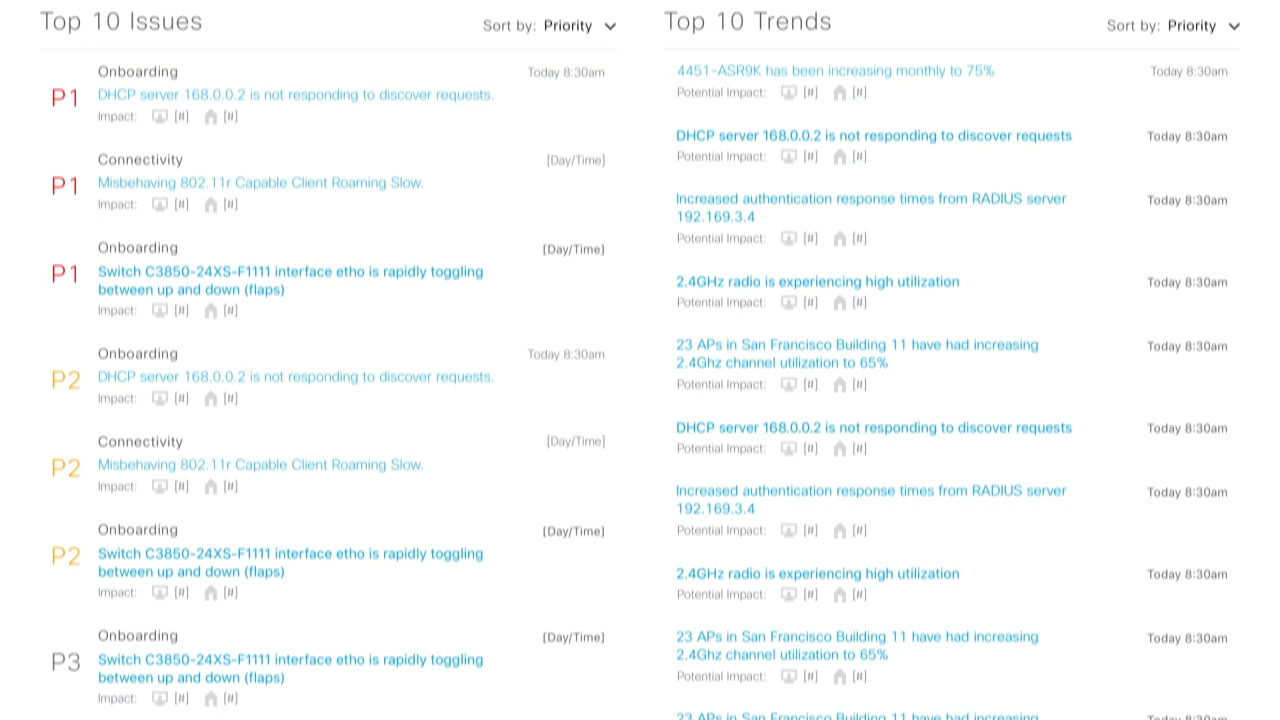 Top 10 Issues
Sort by: Priority
Onboarding
Today 8:30am
P1
DHCP server 168.0.0.2 is not responding to discover requests.
Impact: [#] [#]
Connectivity
[Day/Time]
P1
Misbehaving 802.11r Capable Client Roaming Slow.
Impact: [#] [#]
Onboarding
[Day/Time]
P1
Switch C3850-24XS-F1111 interface etho is rapidly toggling
between up and down (flaps)
Impact: [#] [#]
Onboarding
Today 8:30am
P2
DHCP server 168.0.0.2 is not responding to discover requests.
Impact: [#] [#]
Connectivity
[Day/Time]
P2
Misbehaving 802.11r Capable Client Roaming Slow.
Impact: [#] [#]
Onboarding
[Day/Time]
P2
Switch C3850-24XS-F1111 interface etho is rapidly toggling
between up and down (flaps)
Impact: [#] [#]
Onboarding
[Day/Time]
P3
Switch C3850-24XS-F1111 interface etho is rapidly toggling
between up and down (flaps)
Impact: [#] [#]
Top 10 Trends
Sort by: Priority
4451-ASR9K has been increasing monthly to 75%
Today 8:30am
Potential Impact: [#] [#]
DHCP server 168.0.0.2 is not responding to discover requests
Today 8:30am
Potential Impact: [#] [#]
Increased authentication response times from RADIUS server
192.169.3.4
Today 8:30am
Potential Impact: [#] [#]
2.4GHz radio is experiencing high utilization
Today 8:30am
Potential Impact: [#] [#]
23 APs in San Francisco Building 11 have had increasing
2.4Ghz channel utilization to 65%
Today 8:30am
Potential Impact: [#] [#]
DHCP server 168.0.0.2 is not responding to discover requests
Today 8:30am
Potential Impact: [#] [#]
Increased authentication response times from RADIUS server
192.169.3.4
Today 8:30am
Potential Impact: [#] [#]
2.4GHz radio is experiencing high utilization
Today 8:30am
Potential Impact: [#] [#]
23 APs in San Francisco Building 11 have had increasing
2.4Ghz channel utilization to 65%
Today 8:30am
Potential Impact: [#] [#]
23 APs in San Francisco Building 11 have had increasing
Today 8:30am